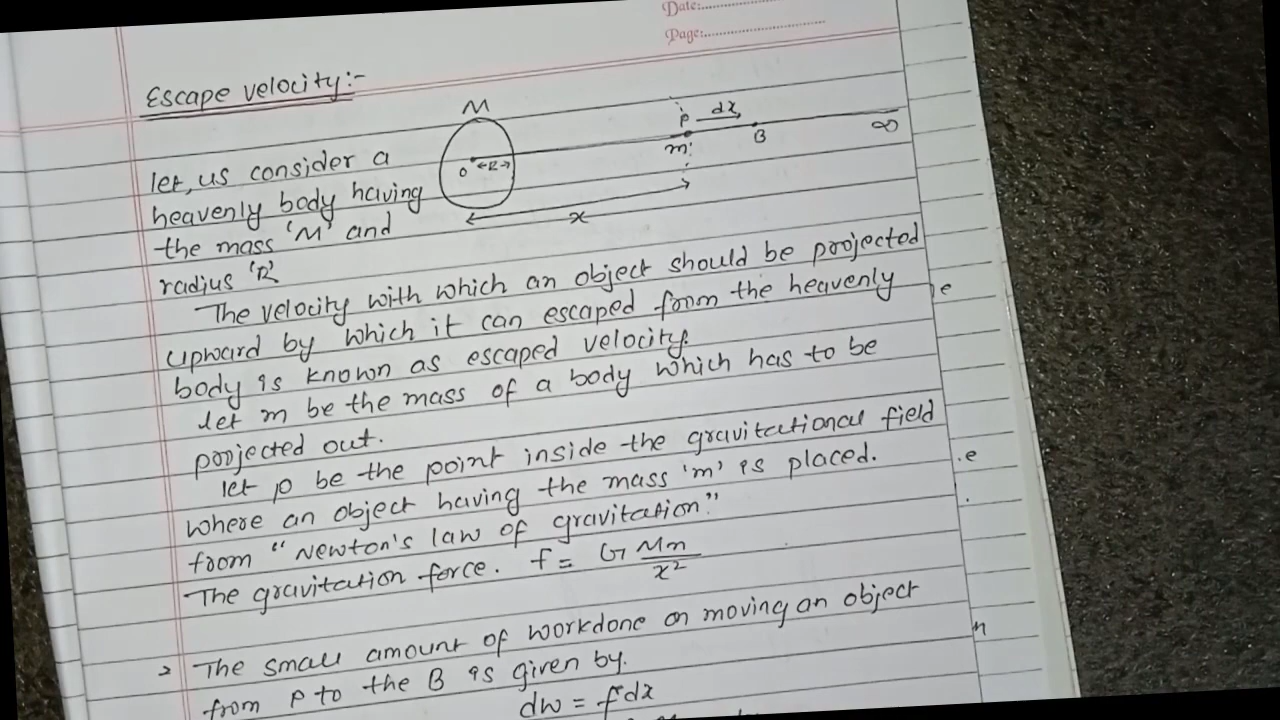 Date:
Page:
Escape velocity:-
M
P dx
B
∞
m
O R
x
let, us consider a
heavenly body having
the mass 'M' and
radius 'R'
The velocity with which an object should be projected
upward by which it can escaped from the heavenly
body is known as escaped velocity.
let m be the mass of a body which has to be
projected out.
let p be the point inside the gravitational field
where an object having the mass 'm' is placed.
from "Newton's law of gravitation"
The gravitation force. f = G Mm/x²
The small amount of workdone on moving an object
from P to the B is given by.
dw = f dx
e
.e
n